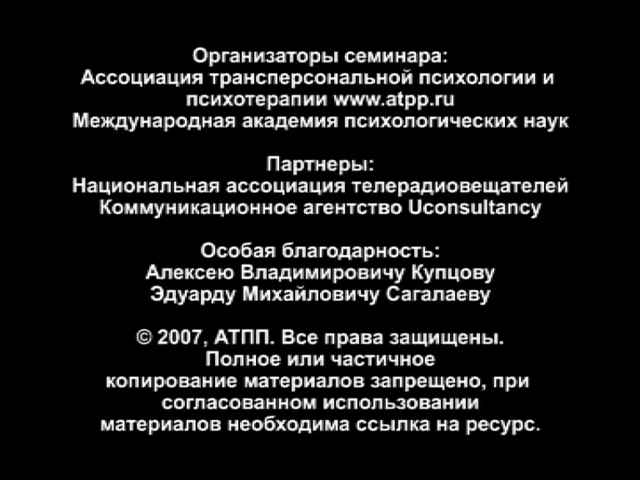 Организаторы семинара:
Ассоциация трансперсональной психологии и
психотерапии www.atpp.ru
Международная академия психологических наук
Партнеры:
Национальная ассоциация телерадиовещателей
Коммуникационное агентство Uconsultancy
Особая благодарность:
Алексею Владимировичу Купцову
Эдуарду Михайловичу Сагалаеву
© 2007, АТПП. Все права защищены.
Полное или частичное
копирование материалов запрещено, при
согласованном использовании
материалов необходима ссылка на ресурс.